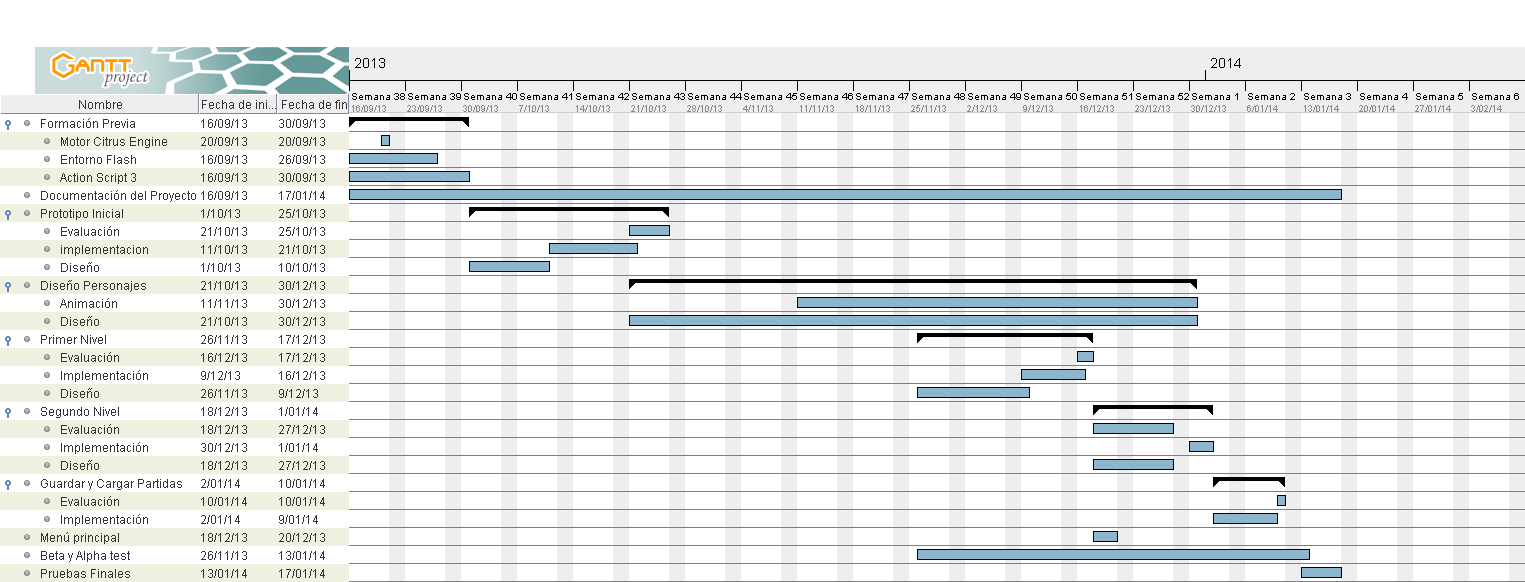 GANTT
project
2013 2014
Semana 38 Semana 39 Semana 40 Semana 41 Semana 42 Semana 43 Semana 44 Semana 45 Semana 46 Semana 47 Semana 48 Semana 49 Semana 50 Semana 51 Semana 52 Semana 1 Semana 2 Semana 3 Semana 4 Semana 5 Semana 6
Nombre Fecha de ini... Fecha de fin 16/09/13 23/09/13 30/09/13 7/10/13 14/10/13 21/10/13 28/10/13 4/11/13 11/11/13 18/11/13 25/11/13 2/12/13 9/12/13 16/12/13 23/12/13 30/12/13 6/01/14 13/01/14 20/01/14 27/01/14 3/02/14
Formación Previa 16/09/13 30/09/13
Motor Citrus Engine 20/09/13 20/09/13
Entorno Flash 16/09/13 26/09/13
Action Script 3 16/09/13 30/09/13
Documentación del Proyecto 16/09/13 17/01/14
Prototipo Inicial 1/10/13 25/10/13
Evaluación 21/10/13 25/10/13
implementacion 11/10/13 21/10/13
Diseño 1/10/13 10/10/13
Diseño Personajes 21/10/13 30/12/13
Animación 11/11/13 30/12/13
Diseño 21/10/13 30/12/13
Primer Nivel 26/11/13 17/12/13
Evaluación 16/12/13 17/12/13
Implementación 9/12/13 16/12/13
Diseño 26/11/13 9/12/13
Segundo Nivel 18/12/13 1/01/14
Evaluación 18/12/13 27/12/13
Implementación 30/12/13 1/01/14
Diseño 18/12/13 27/12/13
Guardar y Cargar Partidas 2/01/14 10/01/14
Evaluación 10/01/14 10/01/14
Implementación 2/01/14 9/01/14
Menú principal 18/12/13 20/12/13
Beta y Alpha test 26/11/13 13/01/14
Pruebas Finales 13/01/14 17/01/14